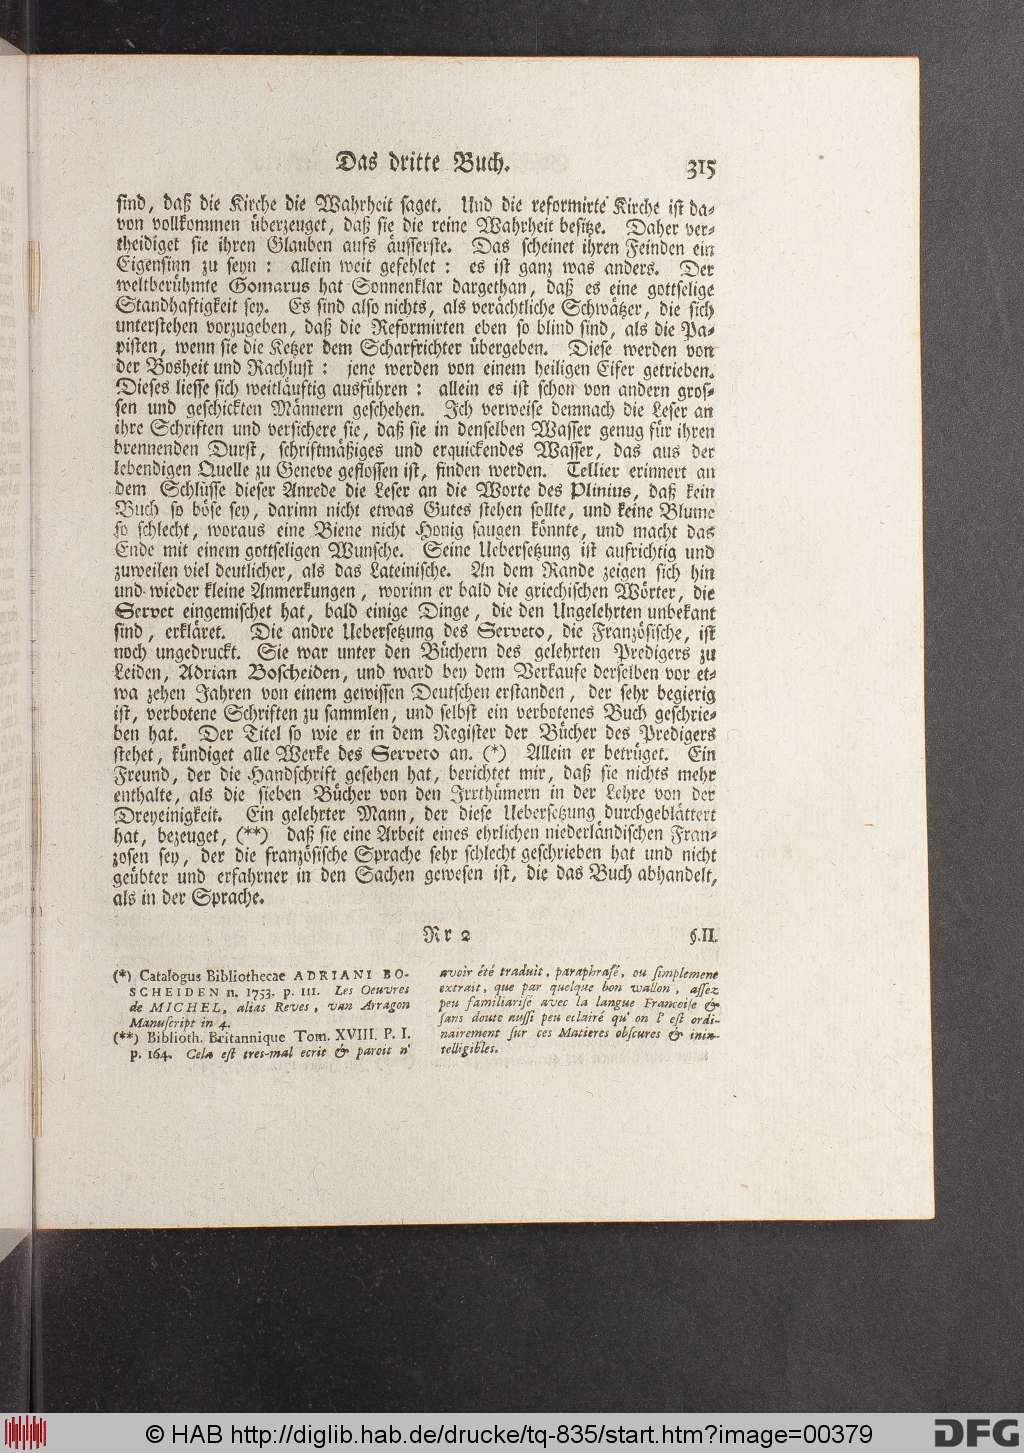 Das dritte Buch. 315
sind, daß die Kirche die Wahrheit saget. Und die reformirte Kirche ist da-
von vollkommen überzeuget, daß sie die reine Wahrheit besitze. Daher ver-
theidiget sie ihren Glauben aufs äusserste. Das scheinet ihren Feinden ein
Eigensinn zu seyn: allein weit gefehlet: es ist ganz was anders. Der
weltberühmte Gomarus hat Sonnenklar dargethan, daß es eine gottselige
Standhaftigkeit sey. Es sind also nichts, als verächtliche Schwätzer, die sich
unterstehen vorzugeben, daß die Reformirten eben so blind sind, als die Pa-
pisten, wenn sie die Ketzer dem Scharfrichter übergeben. Diese werden von
der Bosheit und Rachlust: jene werden von einem heiligen Eifer getrieben.
Dieses liesse sich weitläuftig ausführen: allein es ist schon von andern gros-
sen und geschickten Männern geschehen. Ich verweise demnach die Leser an
ihre Schriften und versichere sie, daß sie in denselben Wasser genug für ihren
brennenden Durst, schriftmäßiges und erquickendes Wasser, das aus der
lebendigen Quelle zu Geneve geflossen ist, finden werden. Tellier erinnert an
dem Schlüsse dieser Anrede die Leser an die Worte des Plinius, daß kein
Buch so böse sey, darinn nicht etwas Gutes stehen sollte, und keine Blume
so schlecht, woraus eine Biene nicht Honig saugen könnte, und macht das
Ende mit einem gottseligen Wunsche. Seine Uebersetzung ist aufrichtig und
zuweilen viel deutlicher, als das Lateinische. An dem Rande zeigen sich hin
und wieder kleine Anmerkungen, worinn er bald die griechischen Wörter, die
Servet eingemischet hat, bald einige Dinge, die den Ungelehrten unbekant
sind, erkläret. Die andre Uebersetzung des Serveto, die Französische, ist
noch ungedruckt. Sie war unter den Büchern des gelehrten Predigers zu
Leiden, Adrian Boscheiden, und ward bey dem Verkaufe derselben vor et-
wa zehen Jahren von einem gewissen Deutschen erstanden, der sehr begierig
ist, verbotene Schriften zu sammlen, und selbst ein verbotenes Buch geschrie-
ben hat. Der Titel so wie er in dem Register der Bücher des Predigers
stehet, kündiget alle Werke des Serveto an. (*) Allein er betrüget. Ein
Freund, der die Handschrift gesehen hat, berichtet mir, daß sie nichts mehr
enthalte, als die sieben Bücher von den Irrthümern in der Lehre von der
Dreyeinigkeit. Ein gelehrter Mann, der diese Uebersetzung durchgeblättert
hat, bezeuget, (**) daß sie eine Arbeit eines ehrlichen niederländischen Fran-
zosen sey, der die französische Sprache sehr schlecht geschrieben hat und nicht
geübter und erfahrner in den Sachen gewesen ist, die das Buch abhandelt,
als in der Sprache.
Rr 2 §.II.
(*) Catalogus Bibliothecae ADRIANI BO-
SCHEIDEN n. 1753. p. 111. Les Oeuvres
de MICHEL, alias Reves, van Arragon
Manuscript in 4.
(**) Biblioth. Britannique Tom. XVIII. P. I.
p. 164. Cela est tres-mal ecrit & paroit n'
avoir été traduit, paraphrasé, ou simplement
extrait, que par quelque bon wallon, assez
peu familiarisé avec la langue Francoise &
sans doute aussi peu eclairé qu' on l' est ordi-
nairement sur ces Matieres obscures & inin-
telligibles.
© HAB http://diglib.hab.de/drucke/tq-835/start.htm?image=00379
DFG